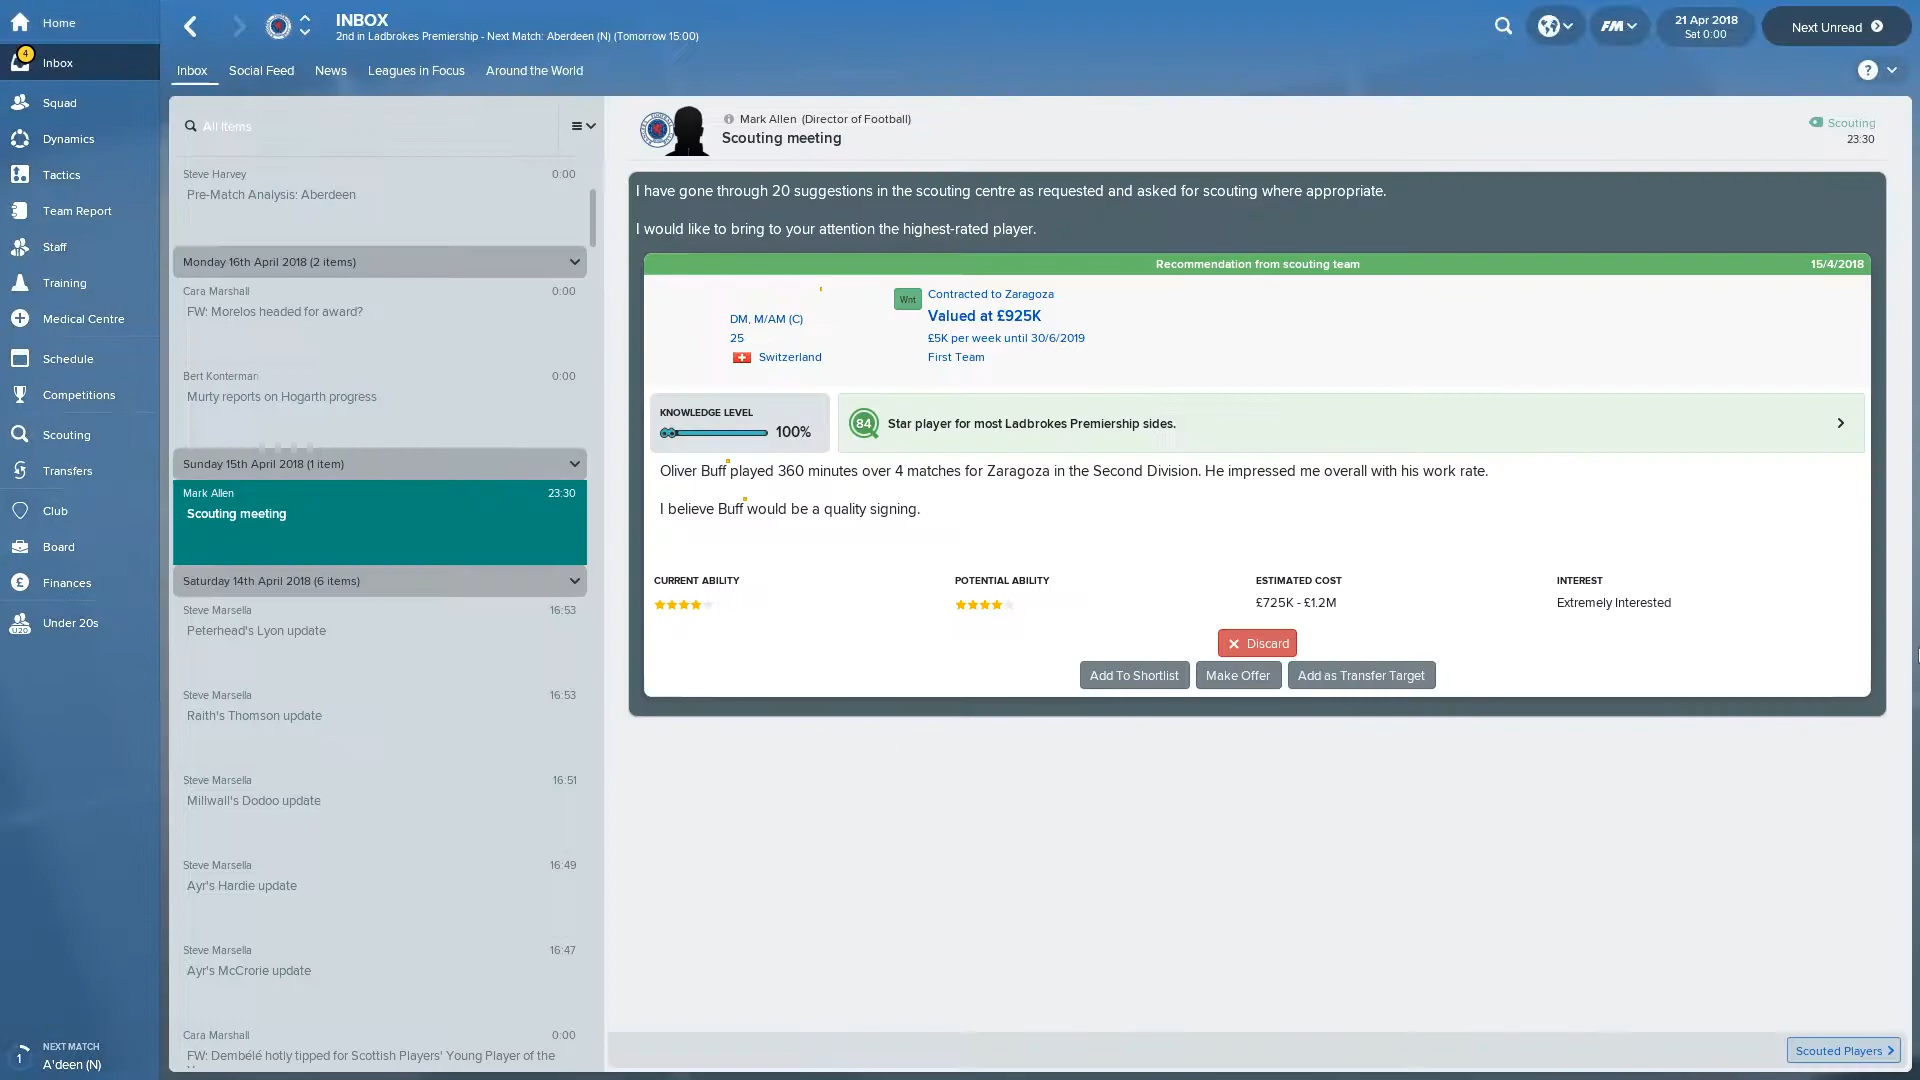 Home
4
Inbox
Squad
Dynamics
Tactics
Team Report
Staff
Training
Medical Centre
Schedule
Competitions
Scouting
Transfers
Club
Board
Finances
U20
Under 20s
1
NEXT MATCH
A'deen (N)
INBOX
2nd in Ladbrokes Premiership - Next Match: Aberdeen (N) (Tomorrow 15:00)
FM
21 Apr 2018
Sat 0:00
Next Unread
Inbox
Social Feed
News
Leagues in Focus
Around the World
?
All Items
Steve Harvey 0:00
Pre-Match Analysis: Aberdeen
Monday 16th April 2018 (2 items)
Cara Marshall 0:00
FW: Morelos headed for award?
Bert Konterman 0:00
Murty reports on Hogarth progress
Sunday 15th April 2018 (1 item)
Mark Allen 23:30
Scouting meeting
Saturday 14th April 2018 (6 items)
Steve Marsella 16:53
Peterhead's Lyon update
Steve Marsella 16:53
Raith's Thomson update
Steve Marsella 16:51
Millwall's Dodoo update
Steve Marsella 16:49
Ayr's Hardie update
Steve Marsella 16:47
Ayr's McCrorie update
Cara Marshall 0:00
FW: Dembélé hotly tipped for Scottish Players' Young Player of the
Mark Allen (Director of Football)
Scouting meeting
Scouting
23:30
I have gone through 20 suggestions in the scouting centre as requested and asked for scouting where appropriate.
I would like to bring to your attention the highest-rated player.
Recommendation from scouting team 15/4/2018
DM, M/AM (C)
25
Switzerland
Wnt
Contracted to Zaragoza
Valued at £925K
£5K per week until 30/6/2019
First Team
KNOWLEDGE LEVEL
100%
84
Star player for most Ladbrokes Premiership sides.
Oliver Buff played 360 minutes over 4 matches for Zaragoza in the Second Division. He impressed me overall with his work rate.
I believe Buff would be a quality signing.
CURRENT ABILITY
POTENTIAL ABILITY
ESTIMATED COST
£725K - £1.2M
INTEREST
Extremely Interested
Discard
Add To Shortlist
Make Offer
Add as Transfer Target
Scouted Players